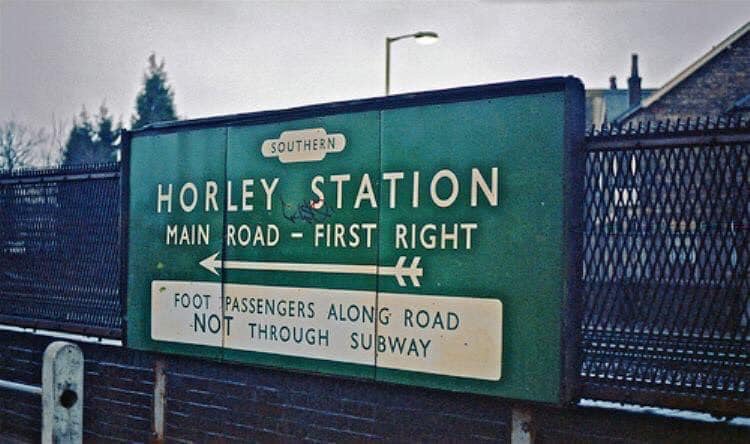 SOUTHERN
HORLEY STATION
MAIN ROAD - FIRST RIGHT
FOOT PASSENGERS ALONG ROAD
NOT THROUGH SUBWAY